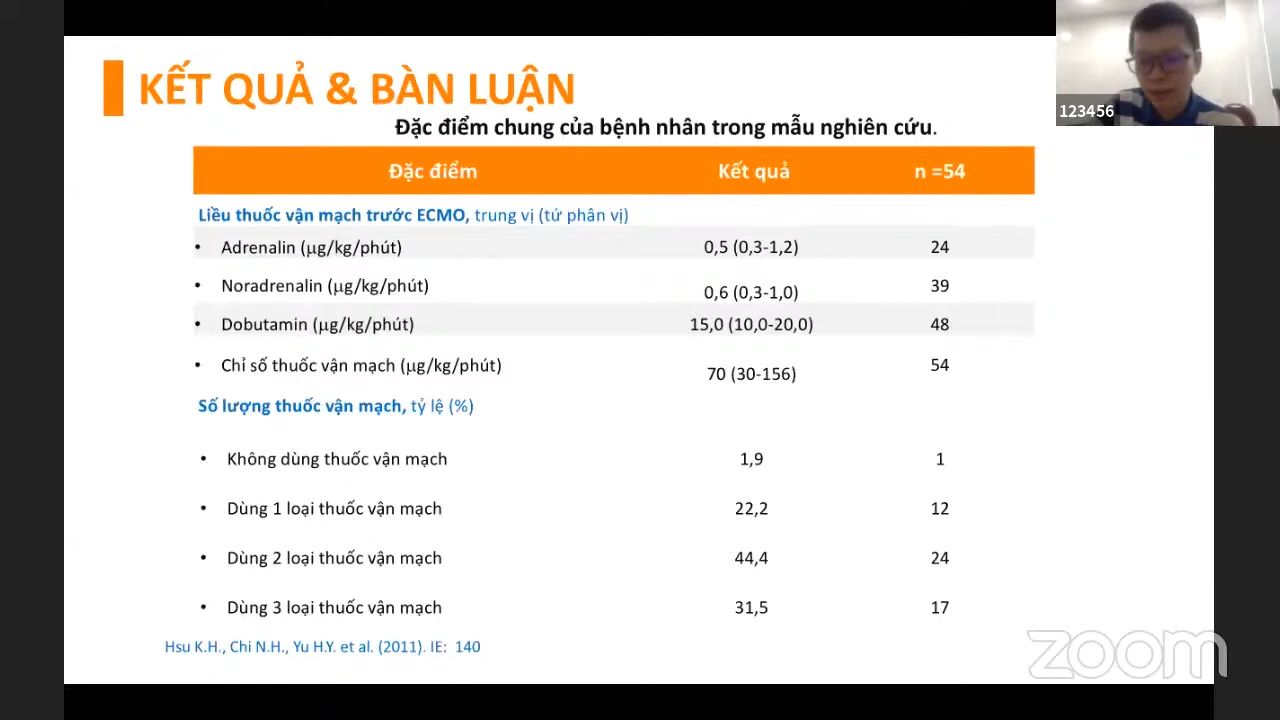 123456
KẾT QUẢ & BÀN LUẬN
Đặc điểm chung của bệnh nhân trong mẫu nghiên cứu.
Đặc điểm Kết quả n =54
Liều thuốc vận mạch trước ECMO, trung vị (tứ phân vị)
• Adrenalin (μg/kg/phút) 0,5 (0,3-1,2) 24
• Noradrenalin (μg/kg/phút) 0,6 (0,3-1,0) 39
• Dobutamin (μg/kg/phút) 15,0 (10,0-20,0) 48
• Chỉ số thuốc vận mạch (μg/kg/phút) 70 (30-156) 54
Số lượng thuốc vận mạch, tỷ lệ (%)
• Không dùng thuốc vận mạch 1,9 1
• Dùng 1 loại thuốc vận mạch 22,2 12
• Dùng 2 loại thuốc vận mạch 44,4 24
• Dùng 3 loại thuốc vận mạch 31,5 17
Hsu K.H., Chi N.H., Yu H.Y. et al. (2011). IE: 140
zoom